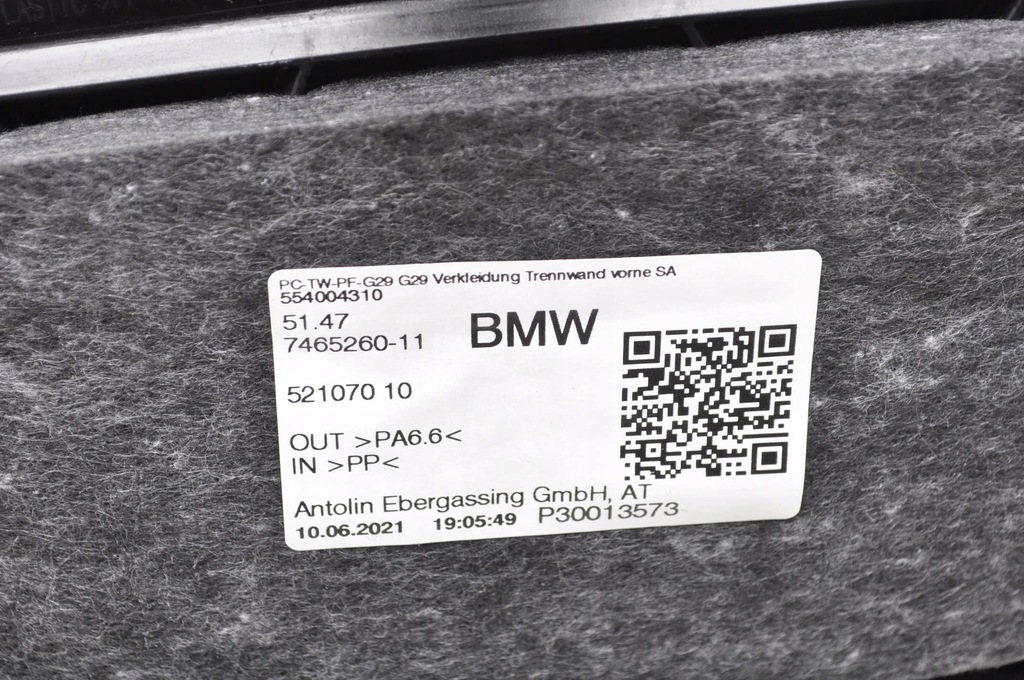 PC-TW-PF-G29 G29 Verkleidung Trennwand vorne SA
554004310
51.47
7465260-11
BMW
521070 10
OUT >PA6.6<
IN >PP<
Antolin Ebergassing GmbH, AT
10.06.2021 19:05:49 P30013573